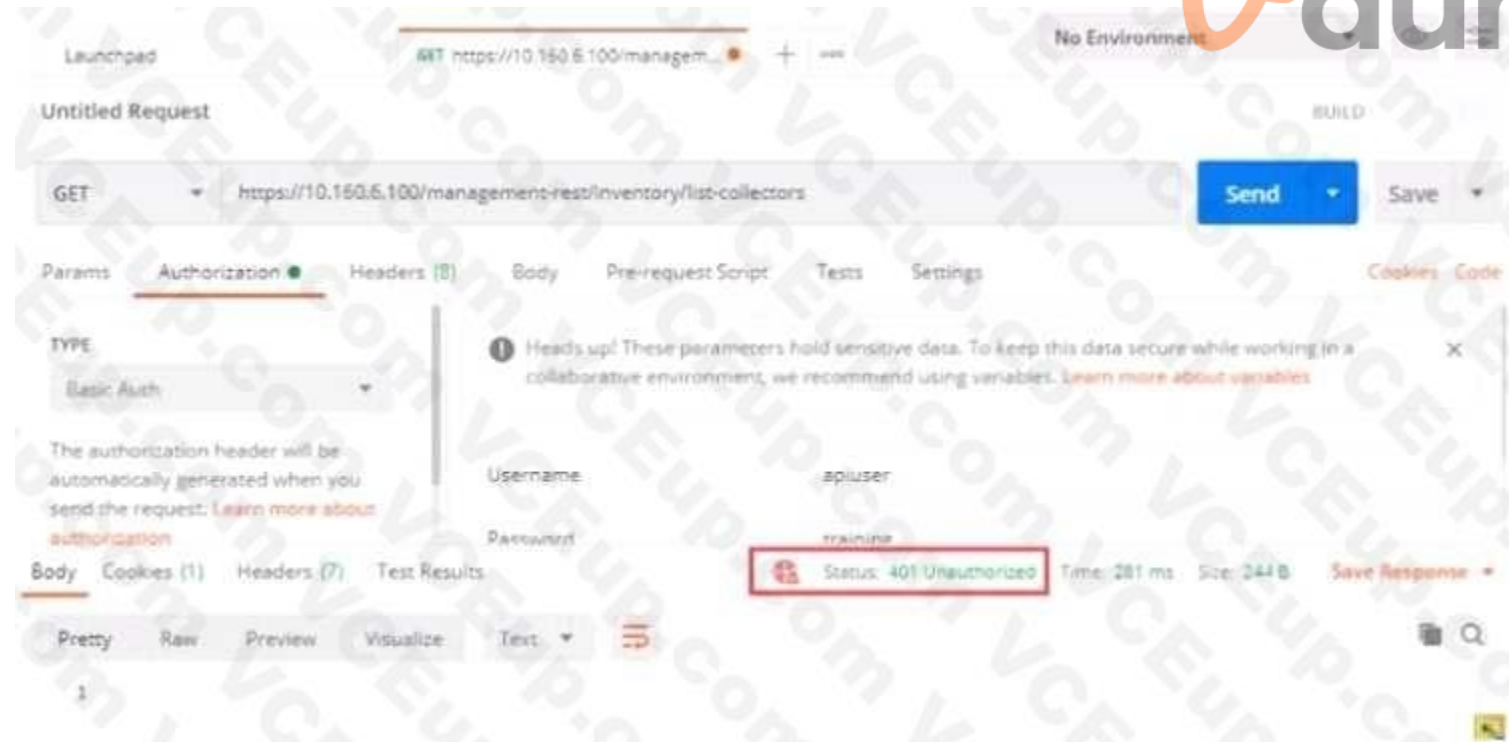 Launchpad GET https://10.160.6.100/managem... + ... No Environment
Untitled Request BUILD
GET https://10.160.6.100/management-rest/inventory/list-collectors Send Save
Params Authorization Headers (8) Body Pre-request Script Tests Settings Cookies Code
TYPE
Heads up! These parameters hold sensitive data. To keep this data secure while working in a
collaborative environment, we recommend using variables. Learn more about variables
Basic Auth
The authorization header will be
automatically generated when you
send the request. Learn more about
authorization
Username apiuser
Password training
Body Cookies (1) Headers (7) Test Results Status: 401 Unauthorized Time: 281 ms Size: 244 B Save Response
Pretty Raw Preview Visualize Text
1
VCEup.com